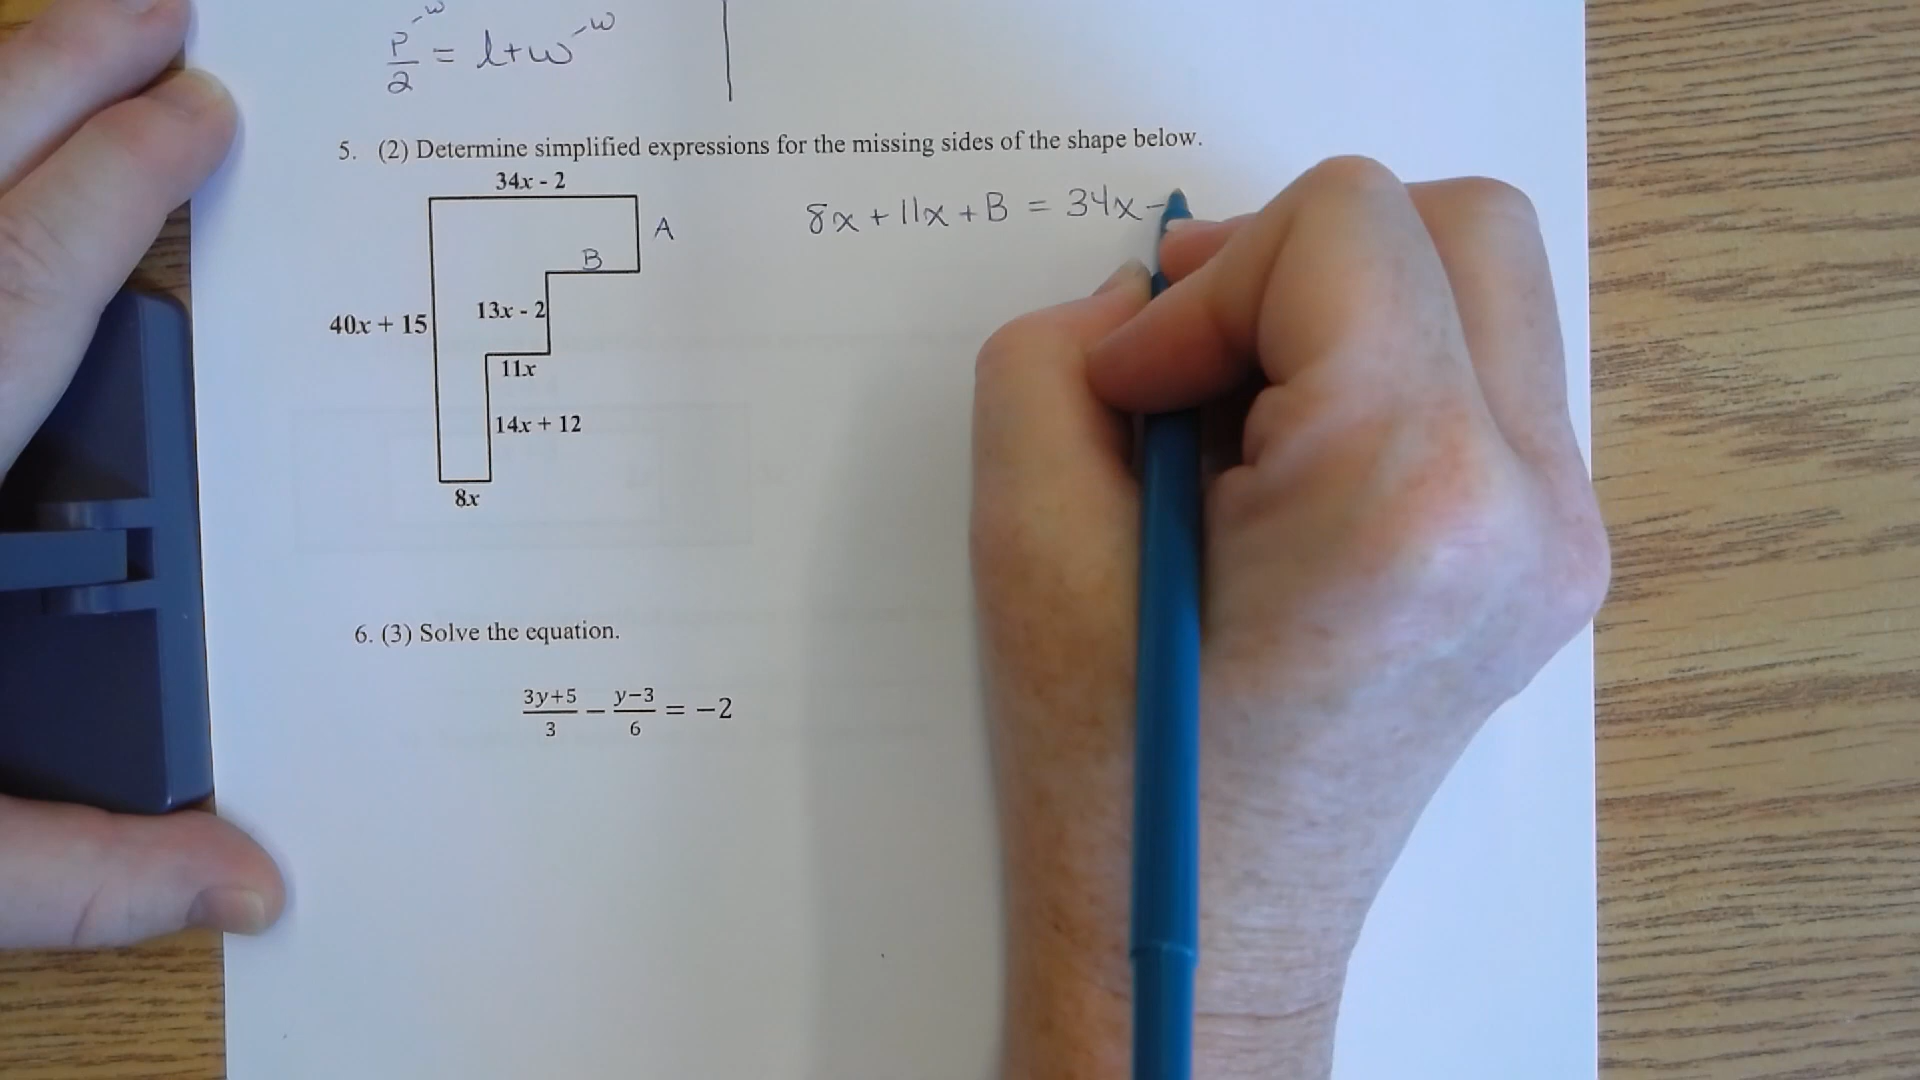 -w
P/2 = l+w -w
5. (2) Determine simplified expressions for the missing sides of the shape below.
34x - 2
8x + 11x + B = 34x -
A
B
13x - 2
40x + 15
11x
14x + 12
8x
6. (3) Solve the equation.
3y+5/3 − y−3/6 = −2